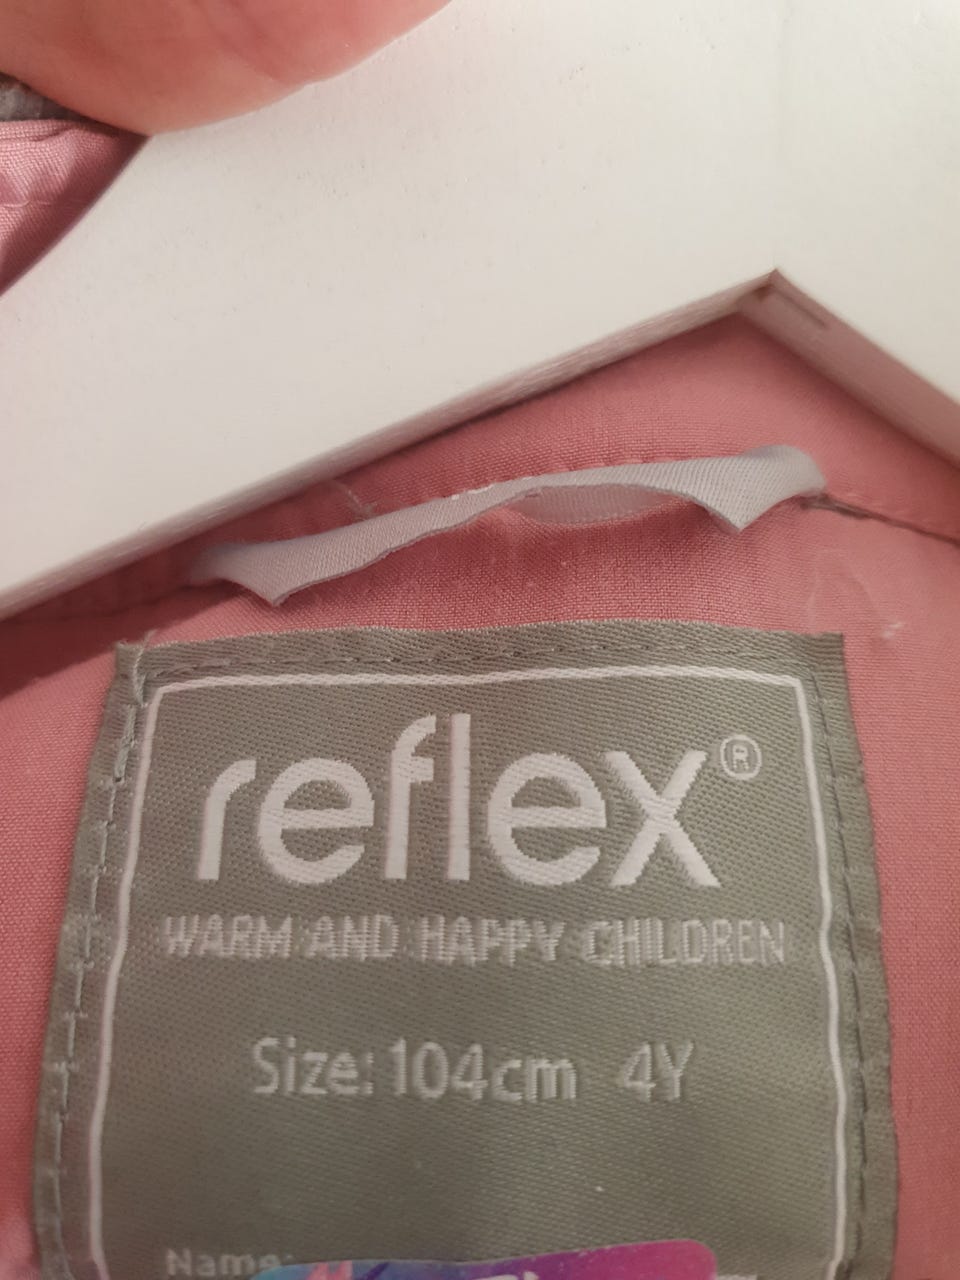 reflex®
WARM AND HAPPY CHILDREN
Size: 104cm 4Y
Name: